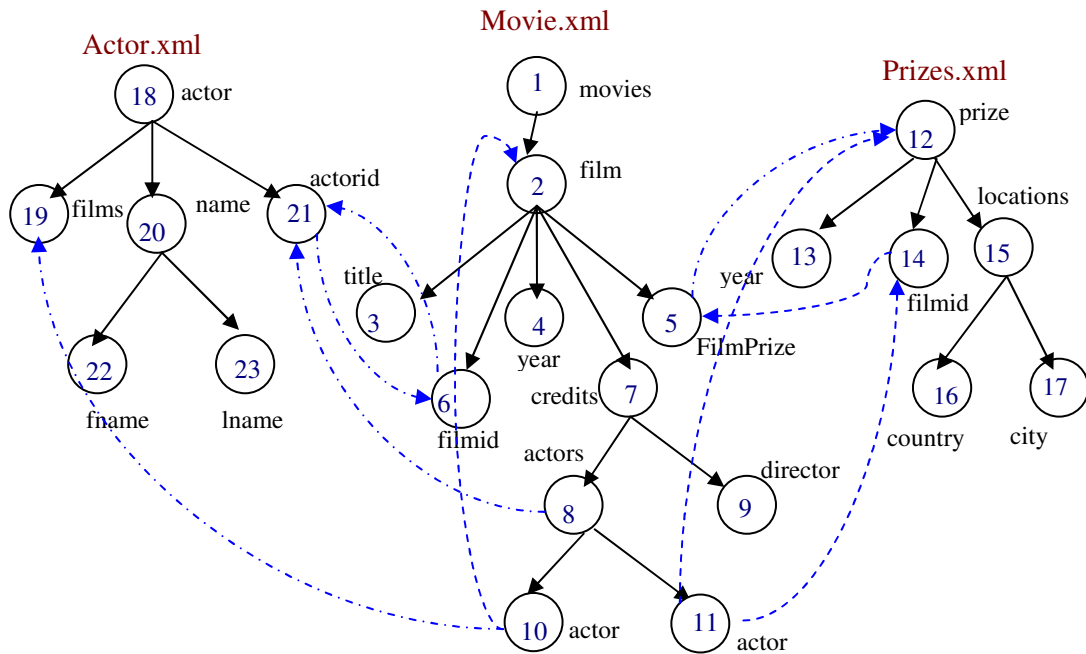 Movie.xml
Actor.xml
Prizes.xml
1
movies
18
actor
prize
12
film
2
actorid
name
locations
films
19
20
21
13
14
15
title
year
filmid
3
4
5
year
FilmPrize
22
23
6
7
credits
16
17
fname
lname
filmid
country
city
actors
director
8
9
10
11
actor
actor